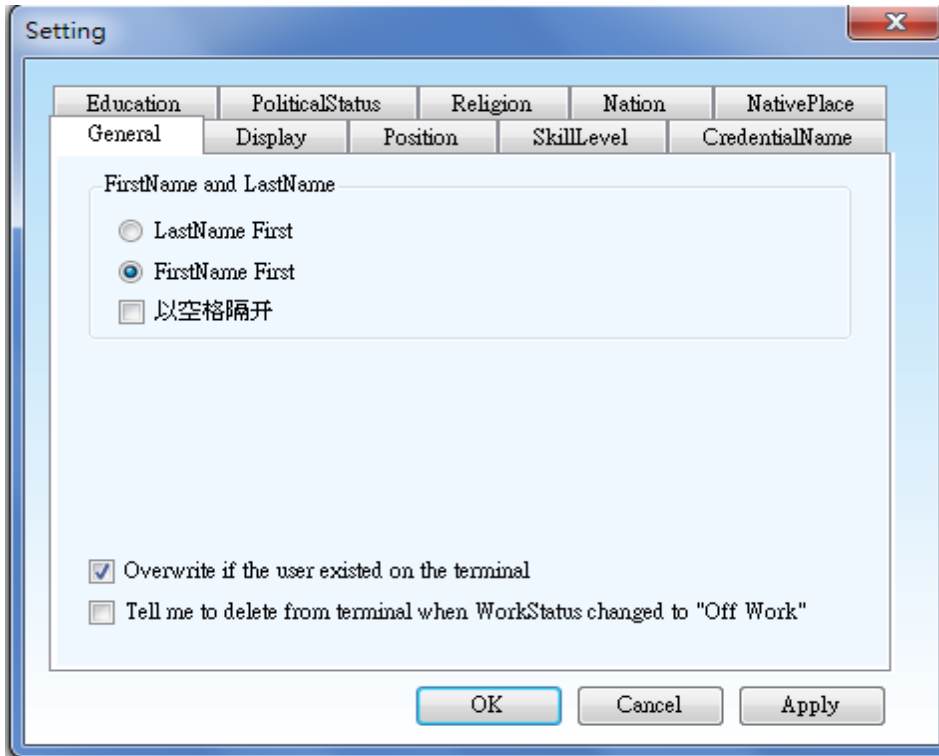 Setting
Education PoliticalStatus Religion Nation NativePlace
General Display Position SkillLevel CredentialName
FirstName and LastName
LastName First
FirstName First
以空格隔开
Overwrite if the user existed on the terminal
Tell me to delete from terminal when WorkStatus changed to "Off Work"
OK Cancel Apply